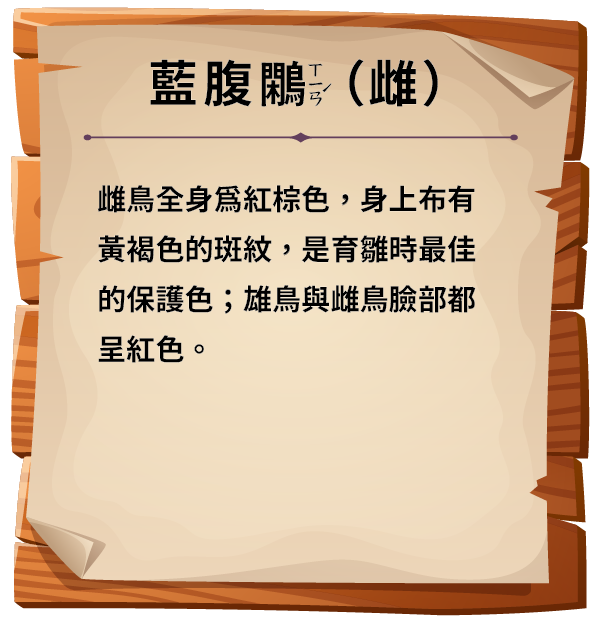 藍腹鷴ㄒㄧㄢˊ（雌）
雌鳥全身為紅棕色，身上布有
黃褐色的斑紋，是育雛時最佳
的保護色；雄鳥與雌鳥臉部都
呈紅色。